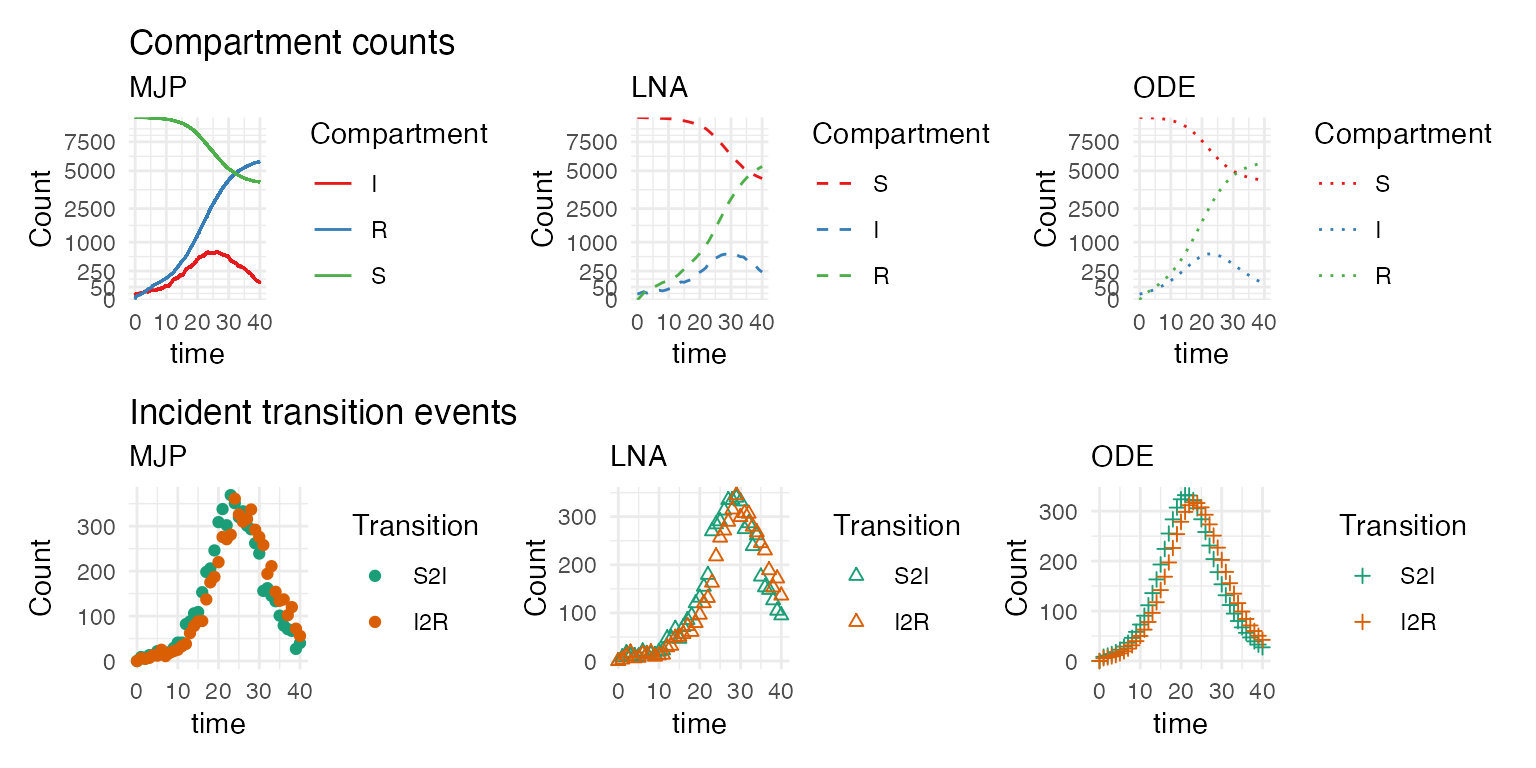 Compartment counts
MJP
LNA
ODE
Count
7500
5000
2500
1000
250
50
0
0 10 20 30 40
time
Compartment
I
R
S
Count
7500
5000
2500
1000
250
50
0
0 10 20 30 40
time
Compartment
S
I
R
Count
7500
5000
2500
1000
250
50
0
0 10 20 30 40
time
Compartment
S
I
R
Incident transition events
MJP
LNA
ODE
Count
300
200
100
0
0 10 20 30 40
time
Transition
S2I
I2R
Count
300
200
100
0
0 10 20 30 40
time
Transition
S2I
I2R
Count
300
200
100
0
0 10 20 30 40
time
Transition
S2I
I2R